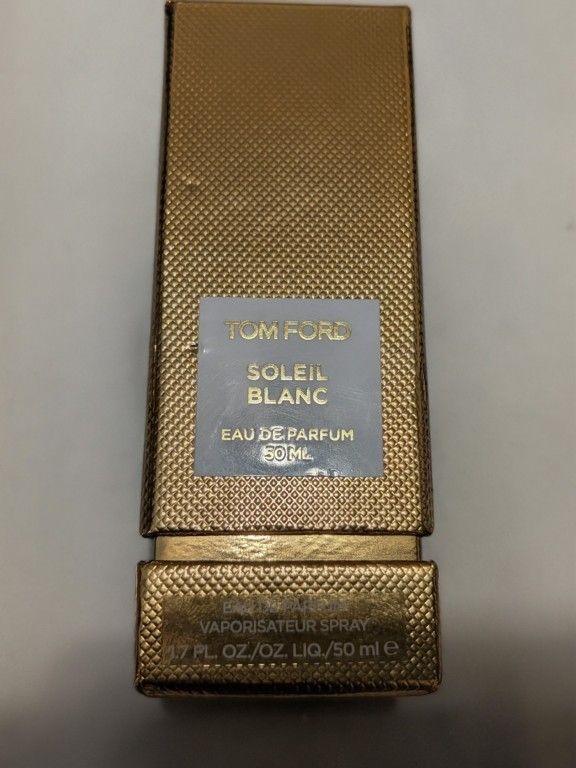 TOM FORD
SOLEIL
BLANC
EAU DE PARFUM
50 ML
EAU DE PARFUM
VAPORISATEUR SPRAY
1.7 FL. OZ./OZ. LIQ./50 ml e